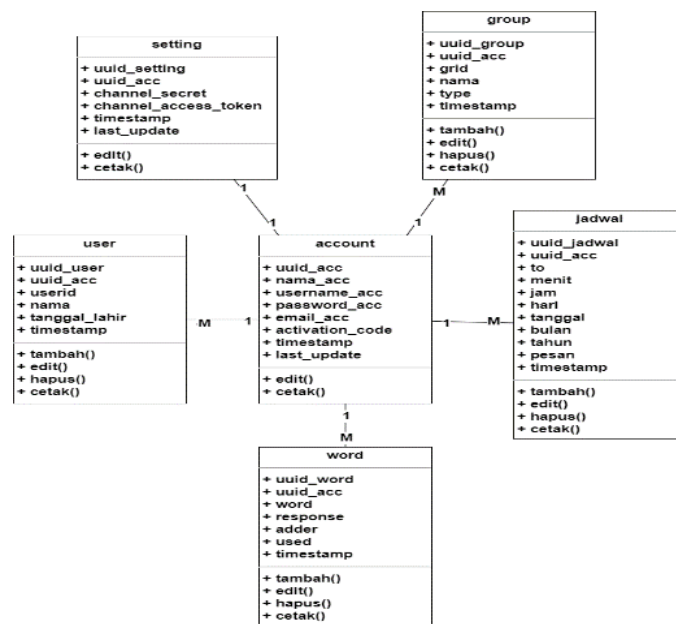 setting
+ uuid_setting
+ uuid_acc
+ channel_secret
+ channel_access_token
+ timestamp
+ last_update
+ edit()
+ cetak()
group
+ uuid_group
+ uuid_acc
+ grid
+ nama
+ type
+ timestamp
+ tambah()
+ edit()
+ hapus()
+ cetak()
1
1
M
1
user
+ uuid_user
+ uuid_acc
+ userid
+ nama
+ tanggal_lahir
+ timestamp
+ tambah()
+ edit()
+ hapus()
+ cetak()
M
1
account
+ uuid_acc
+ nama_acc
+ username_acc
+ password_acc
+ email_acc
+ activation_code
+ timestamp
+ last_update
+ edit()
+ cetak()
1
M
jadwal
+ uuid_jadwal
+ uuid_acc
+ to
+ menit
+ jam
+ hari
+ tanggal
+ bulan
+ tahun
+ pesan
+ timestamp
+ tambah()
+ edit()
+ hapus()
+ cetak()
1
M
word
+ uuid_word
+ uuid_acc
+ word
+ response
+ adder
+ used
+ timestamp
+ tambah()
+ edit()
+ hapus()
+ cetak()